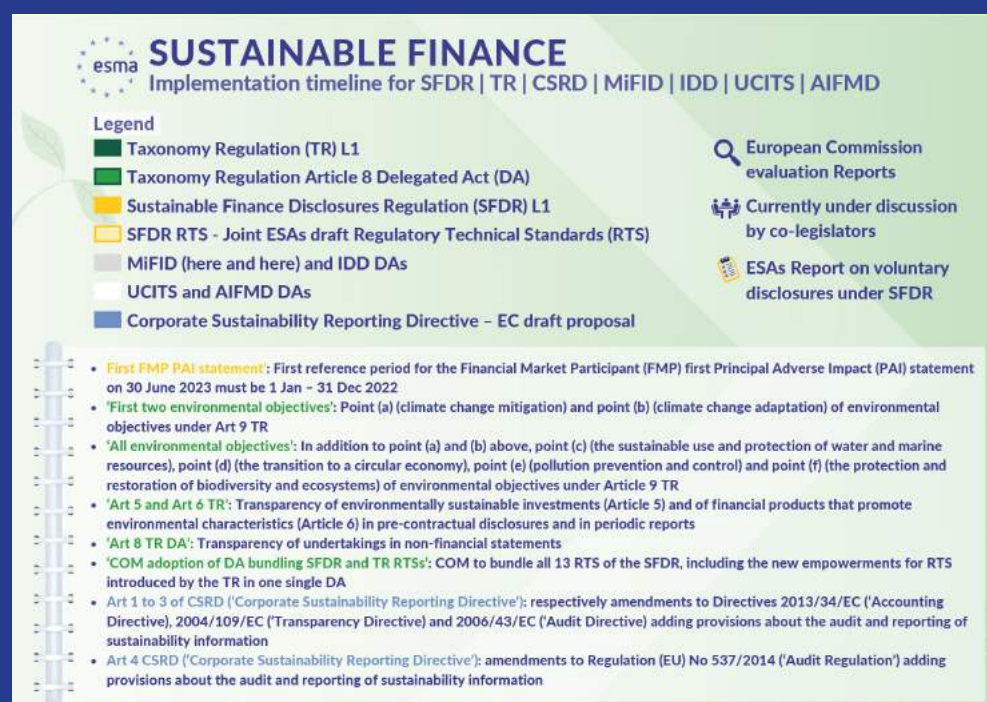 esma
SUSTAINABLE FINANCE
Implementation timeline for SFDR | TR | CSRD | MiFID | IDD | UCITS | AIFMD
Legend
Taxonomy Regulation (TR) L1
Taxonomy Regulation Article 8 Delegated Act (DA)
Sustainable Finance Disclosures Regulation (SFDR) L1
SFDR RTS - Joint ESAs draft Regulatory Technical Standards (RTS)
MiFID (here and here) and IDD DAs
UCITS and AIFMD DAs
Corporate Sustainability Reporting Directive – EC draft proposal
European Commission
evaluation Reports
Currently under discussion
by co-legislators
ESAs Report on voluntary
disclosures under SFDR
• First FMP PAI statement': First reference period for the Financial Market Participant (FMP) first Principal Adverse Impact (PAI) statement
on 30 June 2023 must be 1 Jan – 31 Dec 2022
• 'First two environmental objectives': Point (a) (climate change mitigation) and point (b) (climate change adaptation) of environmental
objectives under Art 9 TR
• 'All environmental objectives': In addition to point (a) and (b) above, point (c) (the sustainable use and protection of water and marine
resources), point (d) (the transition to a circular economy), point (e) (pollution prevention and control) and point (f) (the protection and
restoration of biodiversity and ecosystems) of environmental objectives under Article 9 TR
• 'Art 5 and Art 6 TR': Transparency of environmentally sustainable investments (Article 5) and of financial products that promote
environmental characteristics (Article 6) in pre-contractual disclosures and in periodic reports
• 'Art 8 TR DA': Transparency of undertakings in non-financial statements
• 'COM adoption of DA bundling SFDR and TR RTSs': COM to bundle all 13 RTS of the SFDR, including the new empowerments for RTS
introduced by the TR in one single DA
• Art 1 to 3 of CSRD ('Corporate Sustainability Reporting Directive'): respectively amendments to Directives 2013/34/EC ('Accounting
Directive), 2004/109/EC ('Transparency Directive) and 2006/43/EC ('Audit Directive) adding provisions about the audit and reporting of
sustainability information
• Art 4 CSRD ('Corporate Sustainability Reporting Directive'): amendments to Regulation (EU) No 537/2014 ('Audit Regulation') adding
provisions about the audit and reporting of sustainability information